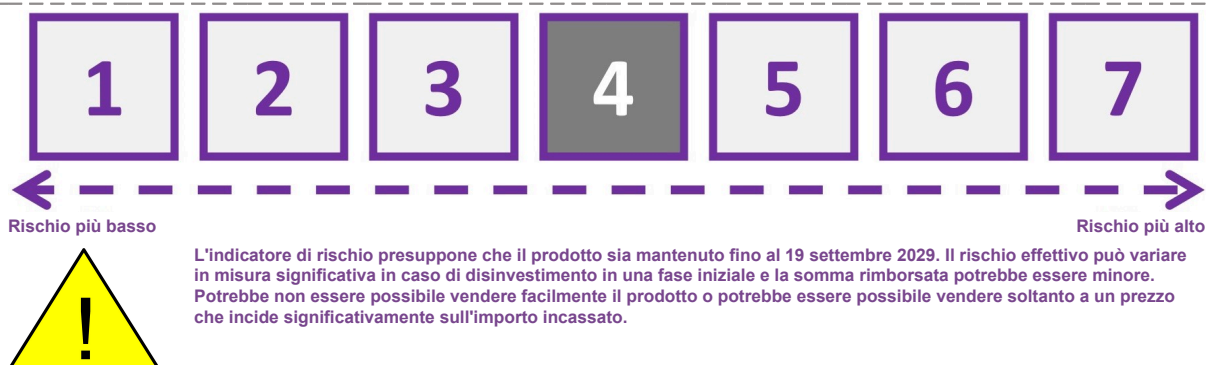 1 2 3 4 5 6 7
Rischio più basso Rischio più alto
L'indicatore di rischio presuppone che il prodotto sia mantenuto fino al 19 settembre 2029. Il rischio effettivo può variare
in misura significativa in caso di disinvestimento in una fase iniziale e la somma rimborsata potrebbe essere minore.
Potrebbe non essere possibile vendere facilmente il prodotto o potrebbe essere possibile vendere soltanto a un prezzo
che incide significativamente sull'importo incassato.
!